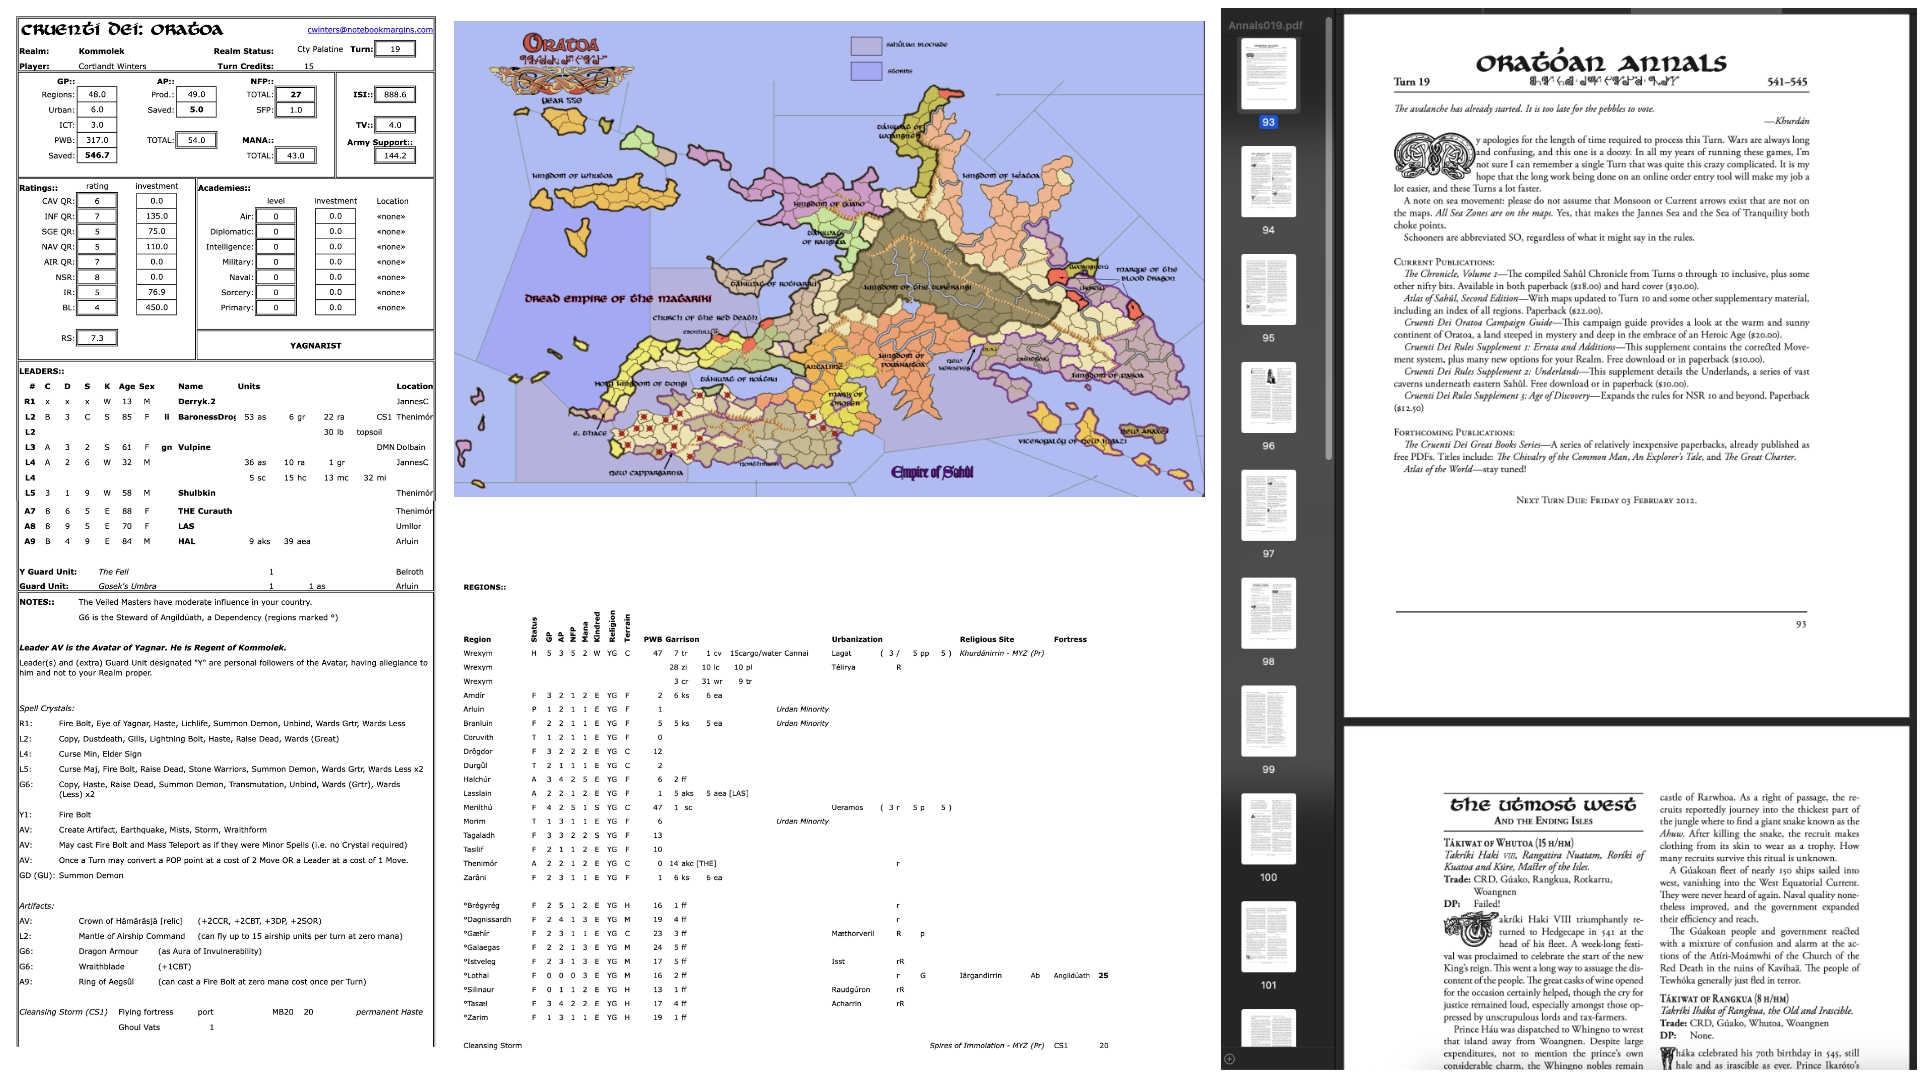 CRUENTI DEI: ORATOA
cwinters@notebookmargins.com
Realm: Kommolek Realm Status: Cty Palatine Turn: 19
Player: Cortlandt Winters Turn Credits: 15
GP:: AP:: NFP::
Regions: 48.0 Prod.: 49.0 TOTAL: 27 ISI:: 888.6
Urban: 6.0 Saved: 5.0 SFP: 1.0
ICT: 3.0 TV:: 4.0
PWB: 317.0 TOTAL: 54.0 MANA:: Army Support::
Saved: 546.7 TOTAL: 43.0 144.2
Ratings:: rating investment Academies::
CAV QR: 6 0.0 level investment Location
INF QR: 7 135.0 Air: 0 0.0 «none»
SGE QR: 5 75.0 Diplomatic: 0 0.0 «none»
NAV QR: 5 110.0 Intelligence: 0 0.0 «none»
AIR QR: 7 0.0 Military: 0 0.0 «none»
NSR: 8 0.0 Naval: 0 0.0 «none»
IR: 5 76.9 Sorcery: 0 0.0 «none»
BL: 4 450.0 Primary: 0 0.0 «none»
RS: 7.3
YAGNARIST
LEADERS::
# C D S K Age Sex Name Units Location
R1 x x x W 13 M Derryk.2 JannesC
L2 B 3 C S 85 F li BaronessDrog 53 as 6 gr 22 ra CS1 Thenimór
L2 30 lb topsoil
L3 A 3 2 S 61 F gn Vulpine DMN Dolbain
L4 A 2 6 W 32 M 36 as 10 ra 1 gr JannesC
L4 5 sc 15 hc 13 mc 32 mi
L5 3 1 9 W 58 M Shulbkin Thenimór
A7 B 6 5 E 88 F THE Curauth Thenimór
A8 B 9 5 E 70 F LAS Umllor
A9 B 4 9 E 84 M HAL 9 aks 39 aea Arluin
Y Guard Unit: The Fell 1 Belroth
Guard Unit: Gosek's Umbra 1 1 as Arluin
NOTES:: The Veiled Masters have moderate influence in your country.
G6 is the Steward of Angildúath, a Dependency (regions marked °)
Leader AV is the Avatar of Yagnar. He is Regent of Kommolek.
Leader(s) and (extra) Guard Unit designated "Y" are personal followers of the Avatar, having allegiance to
him and not to your Realm proper.
Spell Crystals:
R1: Fire Bolt, Eye of Yagnar, Haste, Lichlife, Summon Demon, Unbind, Wards Grtr, Wards Less
L2: Copy, Dustdeath, Gills, Lightning Bolt, Haste, Raise Dead, Wards (Great)
L4: Curse Min, Elder Sign
L5: Curse Maj, Fire Bolt, Raise Dead, Stone Warriors, Summon Demon, Wards Grtr, Wards Less x2
G6: Copy, Haste, Raise Dead, Summon Demon, Transmutation, Unbind, Wards (Grtr), Wards
(Less) x2
Y1: Fire Bolt
AV: Create Artifact, Earthquake, Mists, Storm, Wraithform
AV: May cast Fire Bolt and Mass Teleport as if they were Minor Spells (i.e. no Crystal required)
AV: Once a Turn may convert a POP point at a cost of 2 Move OR a Leader at a cost of 1 Move.
GD (GU): Summon Demon
Artifacts:
AV: Crown of Hāmārāsjā [relic] (+2CCR, +2CBT, +3DP, +2SOR)
L2: Mantle of Airship Command (can fly up to 15 airship units per turn at zero mana)
G6: Dragon Armour (as Aura of Invulnerability)
G6: Wraithblade (+1CBT)
A9: Ring of Aegsûl (can cast a Fire Bolt at zero mana cost once per Turn)
Cleansing Storm (CS1) Flying fortress port MB20 20 permanent Haste
Ghoul Vats 1
ORATOA
YEAR 550
SAHÛLIAN BLOCKADE
STORMS
TÁKIWAT OF WOANGNEN
KINGDOM OF WHUTOA
KINGDOM OF GÚAKO
TÁKIWAT OF RANGKUA
TÁKIWAT OF ROTKARRU
DREAD EMPIRE OF THE MATARIKI
CHURCH OF THE RED DEATH
MARQUE OF THE BLOOD DRAGON
E. THACE
NEW CAPPARGARNIA
VICEROYALTY OF NEW
Empire of Sahûl
REGIONS::
Region Status GP AP NFP Mana Kindred Religion Terrain PWB Garrison Urbanization Religious Site Fortress
Wrexym H 5 3 5 2 W YG C 47 7 tr 1 cv 15cargo/water Cannai Lagat ( 3 / 5 pp 5 ) Khurdánirrin - MYZ (Pr)
Wrexym 28 zi 10 lc 10 pl Télirya R
Wrexym 3 cr 31 wr 9 tr
Amdír F 3 2 1 2 E YG F 2 6 ks 6 ea
Arluin P 1 2 1 1 E YG F 1 Urdan Minority
Branluin F 2 2 1 1 E YG F 5 5 ks 5 ea Urdan Minority
Coruvith T 1 2 1 1 E YG F 0
Drôgdor F 3 2 2 2 E YG C 12
Durgûl T 2 1 1 1 E YG C 2
Halchúr A 3 4 2 5 E YG F 6 2 ff
Lasslain A 2 2 1 2 E YG F 1 5 aks 5 aea [LAS]
Merilthú F 4 2 5 1 S YG C 47 1 sc Ueramos ( 3 r 5 p 5 )
Morim T 1 3 1 1 E YG F 6 Urdan Minority
Tagaladh F 3 3 2 2 S YG F 13
Tasilif F 2 1 1 2 E YG F 10
Thenimór A 2 2 1 2 E YG C 0 14 akc [THE] r
Zarâni F 2 3 1 1 E YG F 1 6 ks 6 ea
°Brêgyrêg F 2 5 1 2 E YG H 16 1 ff r
°Dagnissardh F 2 4 1 3 E YG M 19 4 ff r
°Gæhír F 2 3 1 1 E YG C 23 3 ff Mæthorveril R p
°Galaegas F 2 2 1 3 E YG M 24 5 ff
°Istveleg F 2 3 1 3 E YG M 17 5 ff Isst rR
°Lothai F 0 0 0 3 E YG M 16 2 ff r G Iärgandirrin Ab Angildúath 25
°Silinaur F 0 1 1 2 E YG H 13 1 ff Raudgúron rR
°Tasæl F 3 4 2 2 E YG H 17 4 ff Acharrin rR
°Zarim F 1 3 1 1 E YG H 19 1 ff
Cleansing Storm Spires of Immolation - MYZ (Pr) CS1 20
Annals019.pdf
93
94
95
96
97
98
99
100
101
ORATÓAN ANNALS
Turn 19 541–545
The avalanche has already started. It is too late for the pebbles to vote.
—Khurdán
My apologies for the length of time required to process this Turn. Wars are always long
and confusing, and this one is a doozy. In all my years of running these games, I'm
not sure I can remember a single Turn that was quite this crazy complicated. It is my
hope that the long work being done on an online order entry tool will make my job a
lot easier, and these Turns a lot faster.
A note on sea movement: please do not assume that Monsoon or Current arrows exist that are not on
the maps. All Sea Zones are on the maps. Yes, that makes the Jannes Sea and the Sea of Tranquility both
choke points.
Schooners are abbreviated SO, regardless of what it might say in the rules.
CURRENT PUBLICATIONS:
The Chronicle, Volume 1—The compiled Sahûl Chronicle from Turns 0 through 10 inclusive, plus some
other nifty bits. Available in both paperback ($18.00) and hard cover ($30.00).
Atlas of Sahûl, Second Edition—With maps updated to Turn 10 and some other supplementary material,
including an index of all regions. Paperback ($22.00).
Cruenti Dei Oratoa Campaign Guide—This campaign guide provides a look at the warm and sunny
continent of Oratoa, a land steeped in mystery and deep in the embrace of an Heroic Age ($20.00).
Cruenti Dei Rules Supplement 1: Errata and Additions—This supplement contains the corrected Move-
ment system, plus many new options for your Realm. Free download or in paperback ($10.00).
Cruenti Dei Rules Supplement 2: Underlands—This supplement details the Underlands, a series of vast
caverns underneath eastern Sahûl. Free download or in paperback ($10.00).
Cruenti Dei Rules Supplement 3: Age of Discovery—Expands the rules for NSR 10 and beyond. Paperback
($12.50)
FORTHCOMING PUBLICATIONS:
The Cruenti Dei Great Books Series—A series of relatively inexpensive paperbacks, already published as
free PDFs. Titles include: The Chivalry of the Common Man, An Explorer's Tale, and The Great Charter.
Atlas of the World—stay tuned!
NEXT TURN DUE: FRIDAY 03 FEBRUARY 2012.
93
THE UTMOST WEST
AND THE ENDING ISLES
TÁKIWAT OF WHUTOA (15 H/HM)
Takriki Haki VIII, Rangatira Nuatam, Roriki of
Kuatoa and Kúre, Master of the Isles.
Trade: CRD, Gúako, Rangkua, Rotkarru,
Woangnen
DP: Failed!
Takriki Haki VIII triumphantly re-
turned to Hedgecape in 541 at the
head of his fleet. A week-long festi-
val was proclaimed to celebrate the start of the new
King's reign. This went a long way to assuage the dis-
content of the people. The great casks of wine opened
for the occasion certainly helped, though the cry for
justice remained loud, especially amongst those op-
pressed by unscrupulous lords and tax-farmers.
Prince Háu was dispatched to Whingno to wrest
that island away from Woangnen. Despite large
expenditures, not to mention the prince's own
considerable charm, the Whingno nobles remain
castle of Rarwhoa. As a right of passage, the re-
cruits reportedly journey into the thickest part of
the jungle where to find a giant snake known as the
Ahuw. After killing the snake, the recruit makes
clothing from its skin to wear as a trophy. How
many recruits survive this ritual is unknown.
A Gúakoan fleet of nearly 150 ships sailed into
west, vanishing into the West Equatorial Current.
They were never heard of again. Naval quality none-
theless improved, and the government expanded
their efficiency and reach.
The Gúakoan people and government reacted
with a mixture of confusion and alarm at the ac-
tions of the Atíri-Moámwhi of the Church of the
Red Death in the ruins of Kavihaä. The people of
Tewhóka generally just fled in terror.
TÁKIWAT OF RANGKUA (8 H/HM)
Takriki Iháka of Rangkua, the Old and Irascible.
Trade: CRD, Gúako, Whutoa, Woangnen
DP: None.
Iháka celebrated his 70th birthday in 545, still
hale and as irascible as ever. Prince Ikaróto's